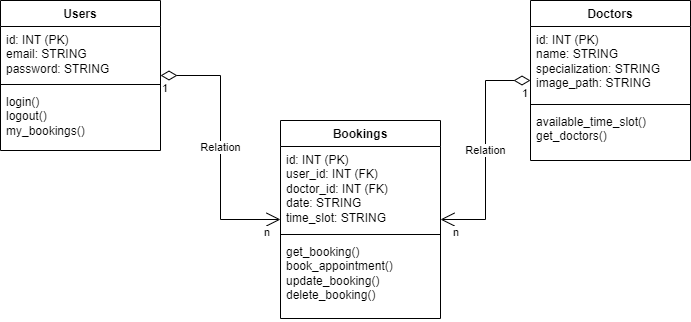 Users
id: INT (PK)
email: STRING
password: STRING
login()
logout()
my_bookings()
1
Relation
n
Bookings
id: INT (PK)
user_id: INT (FK)
doctor_id: INT (FK)
date: STRING
time_slot: STRING
get_booking()
book_appointment()
update_booking()
delete_booking()
Doctors
id: INT (PK)
name: STRING
specialization: STRING
image_path: STRING
available_time_slot()
get_doctors()
1
Relation
n